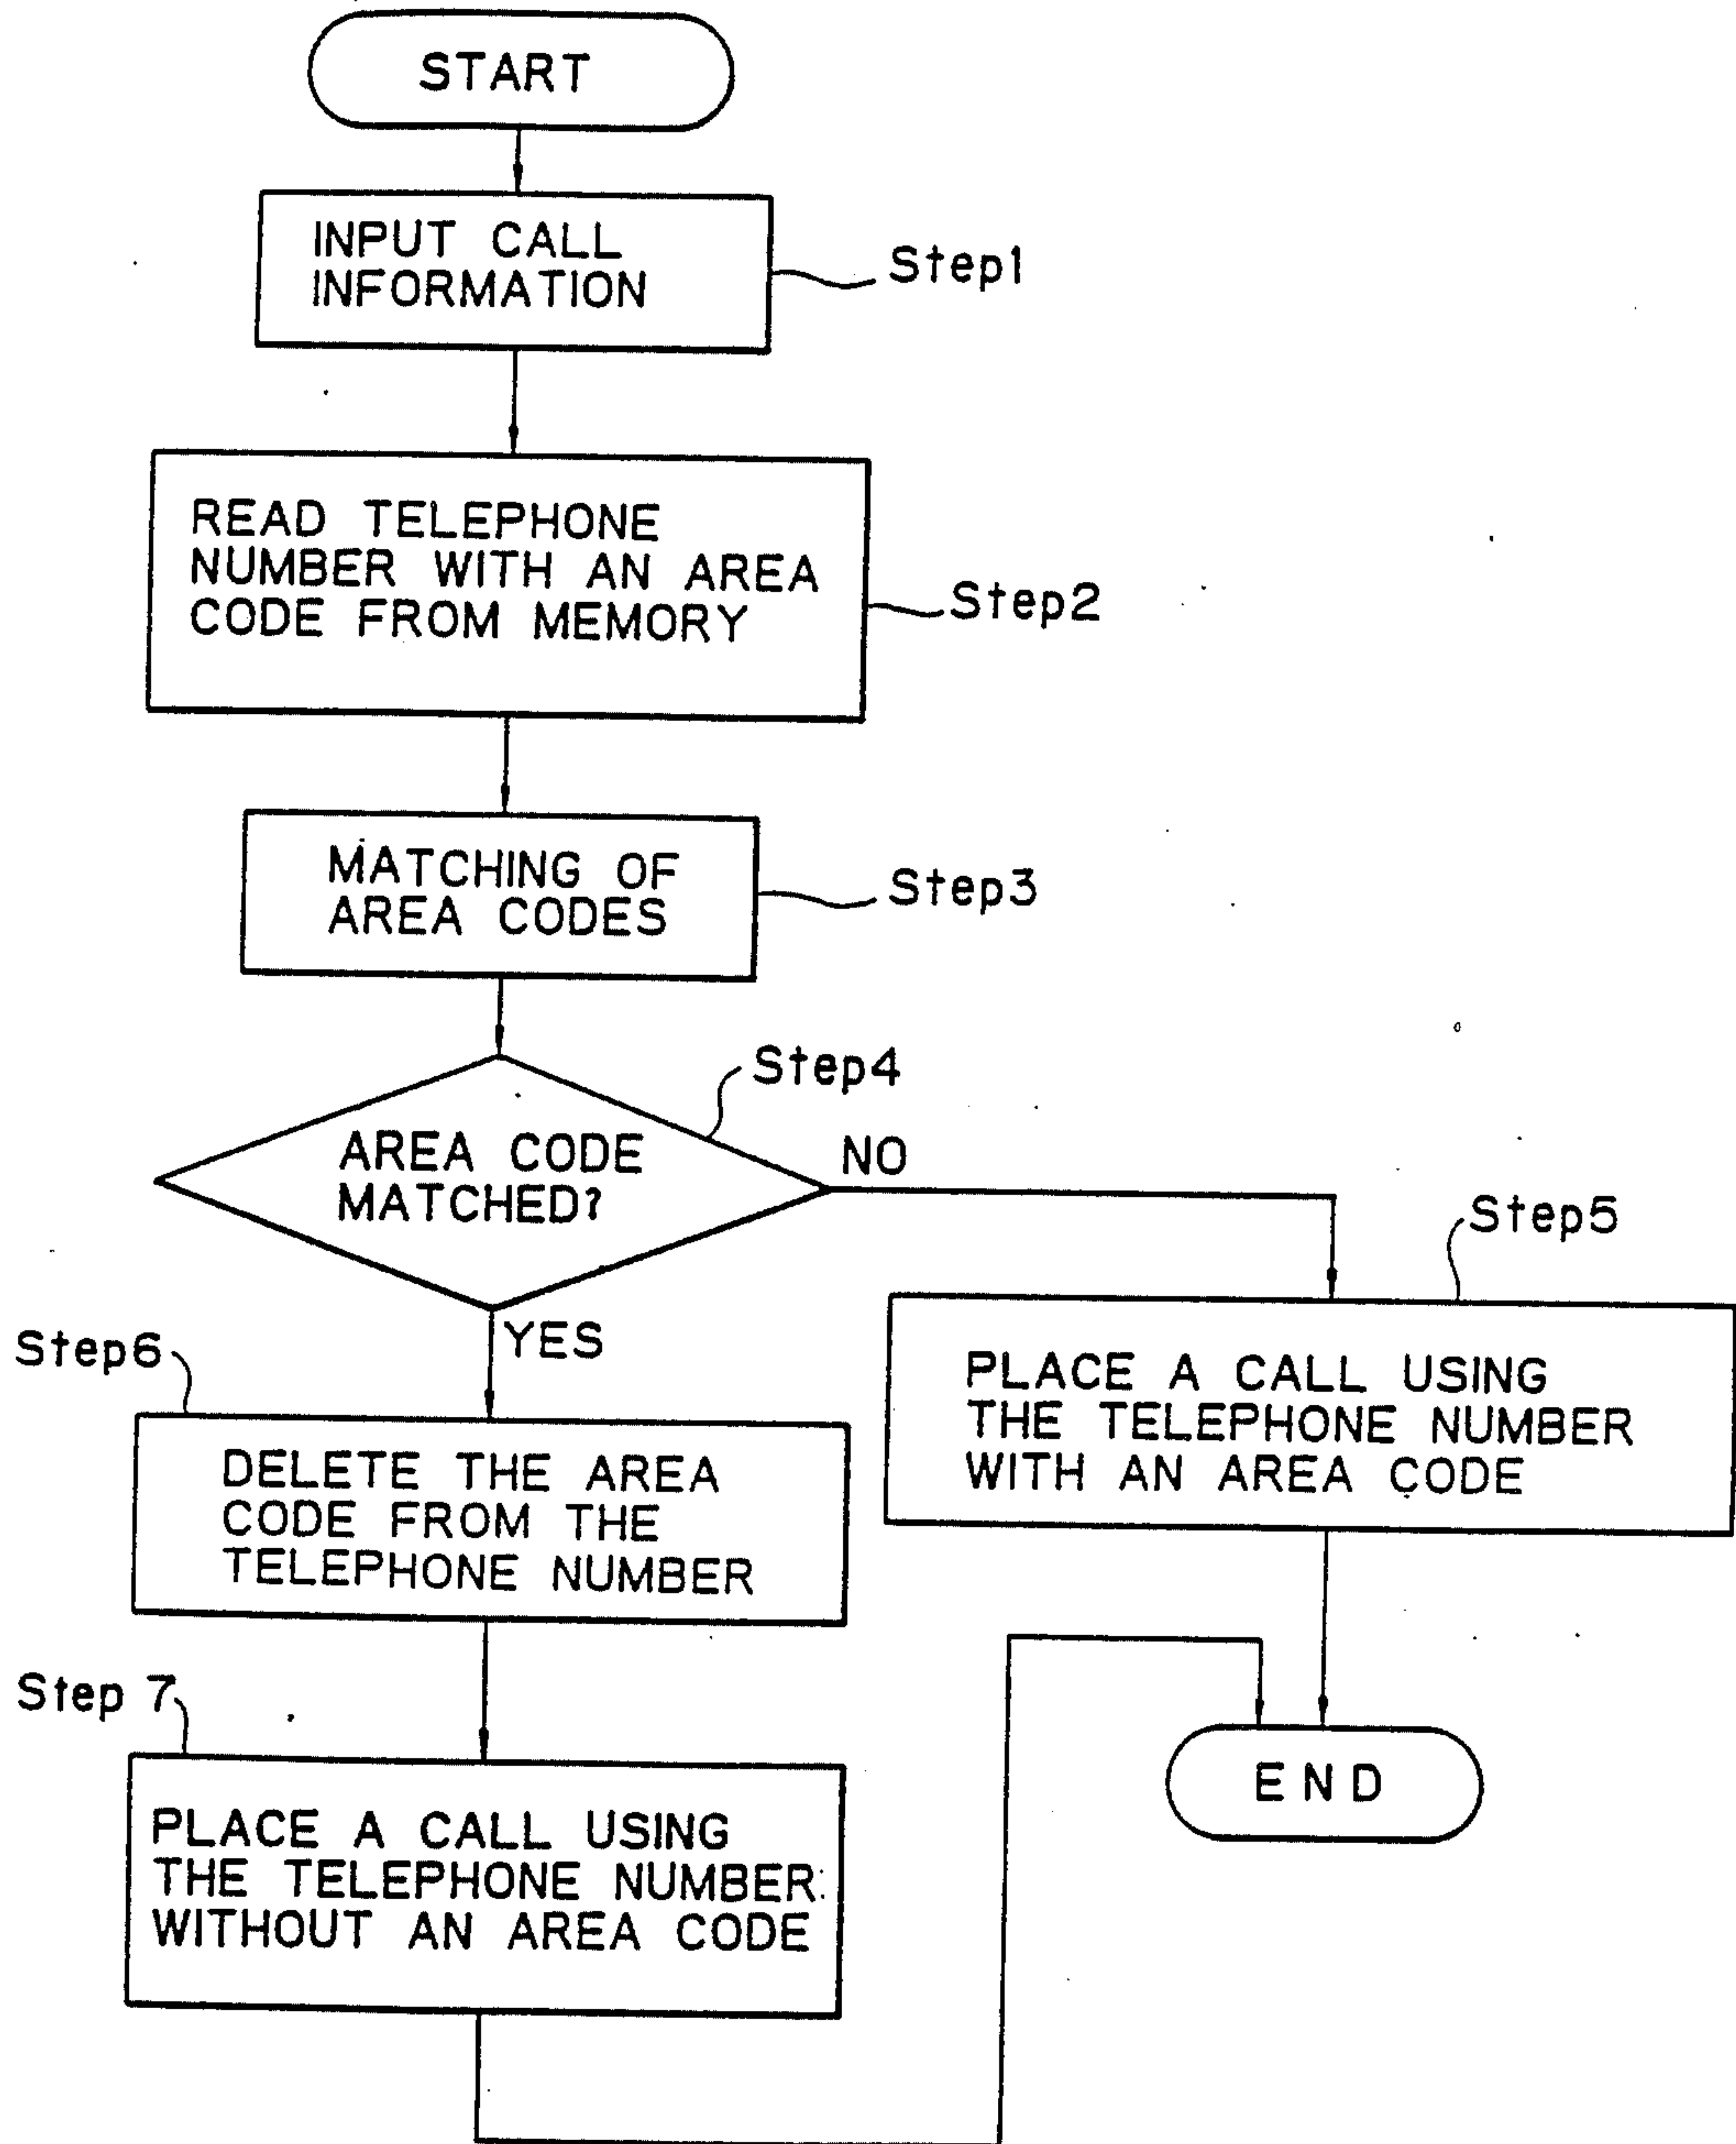 START
INPUT CALL
INFORMATION
Step1
READ TELEPHONE
NUMBER WITH AN AREA
CODE FROM MEMORY
Step2
MATCHING OF
AREA CODES
Step3
Step4
AREA CODE
MATCHED?
NO
YES
Step5
PLACE A CALL USING
THE TELEPHONE NUMBER
WITH AN AREA CODE
Step6
DELETE THE AREA
CODE FROM THE
TELEPHONE NUMBER
Step 7
PLACE A CALL USING
THE TELEPHONE NUMBER
WITHOUT AN AREA CODE
END